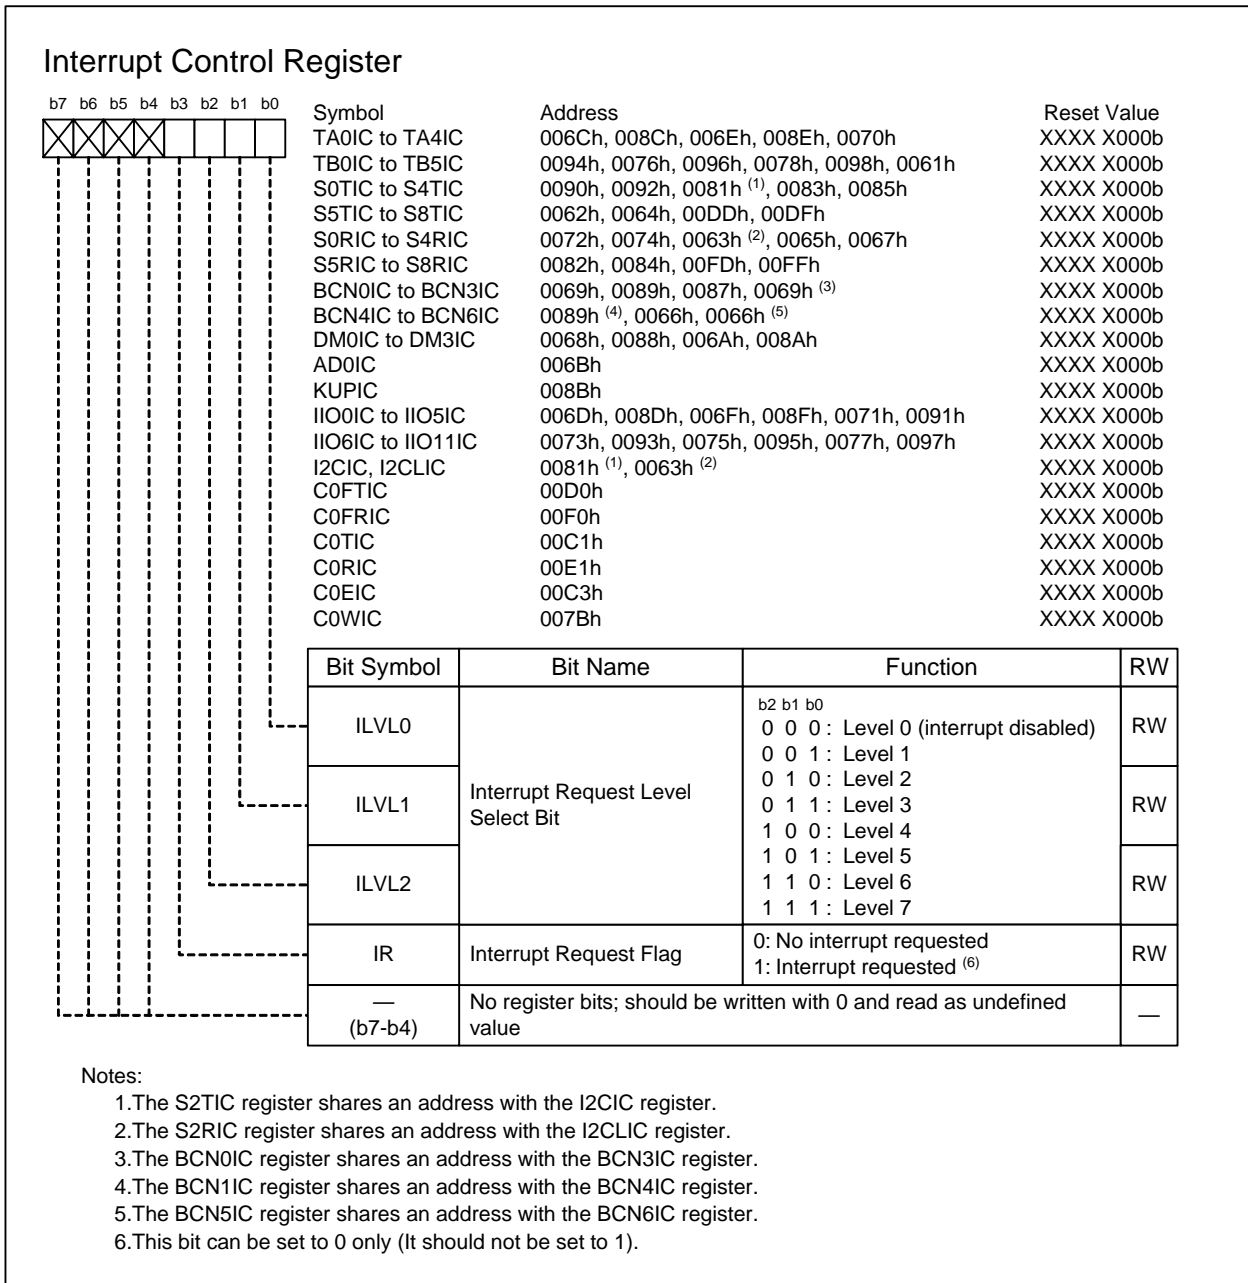 Interrupt Control Register
b7 b6 b5 b4 b3 b2 b1 b0
Symbol Address Reset Value
TA0IC to TA4IC 006Ch, 008Ch, 006Eh, 008Eh, 0070h XXXX X000b
TB0IC to TB5IC 0094h, 0076h, 0096h, 0078h, 0098h, 0061h XXXX X000b
S0TIC to S4TIC 0090h, 0092h, 0081h (1), 0083h, 0085h XXXX X000b
S5TIC to S8TIC 0062h, 0064h, 00DDh, 00DFh XXXX X000b
S0RIC to S4RIC 0072h, 0074h, 0063h (2), 0065h, 0067h XXXX X000b
S5RIC to S8RIC 0082h, 0084h, 00FDh, 00FFh XXXX X000b
BCN0IC to BCN3IC 0069h, 0089h, 0087h, 0069h (3) XXXX X000b
BCN4IC to BCN6IC 0089h (4), 0066h, 0066h (5) XXXX X000b
DM0IC to DM3IC 0068h, 0088h, 006Ah, 008Ah XXXX X000b
AD0IC 006Bh XXXX X000b
KUPIC 008Bh XXXX X000b
IIO0IC to IIO5IC 006Dh, 008Dh, 006Fh, 008Fh, 0071h, 0091h XXXX X000b
IIO6IC to IIO11IC 0073h, 0093h, 0075h, 0095h, 0077h, 0097h XXXX X000b
I2CIC, I2CLIC 0081h (1), 0063h (2) XXXX X000b
C0FTIC 00D0h XXXX X000b
C0FRIC 00F0h XXXX X000b
C0TIC 00C1h XXXX X000b
C0RIC 00E1h XXXX X000b
C0EIC 00C3h XXXX X000b
C0WIC 007Bh XXXX X000b
Bit Symbol Bit Name Function RW
ILVL0 RW
ILVL1 RW
ILVL2 RW
Interrupt Request Level
Select Bit
b2 b1 b0
0 0 0 : Level 0 (interrupt disabled)
0 0 1 : Level 1
0 1 0 : Level 2
0 1 1 : Level 3
1 0 0 : Level 4
1 0 1 : Level 5
1 1 0 : Level 6
1 1 1 : Level 7
IR Interrupt Request Flag RW
0: No interrupt requested
1: Interrupt requested (6)
—
(b7-b4)
No register bits; should be written with 0 and read as undefined
value
—
Notes:
1.The S2TIC register shares an address with the I2CIC register.
2.The S2RIC register shares an address with the I2CLIC register.
3.The BCN0IC register shares an address with the BCN3IC register.
4.The BCN1IC register shares an address with the BCN4IC register.
5.The BCN5IC register shares an address with the BCN6IC register.
6.This bit can be set to 0 only (It should not be set to 1).